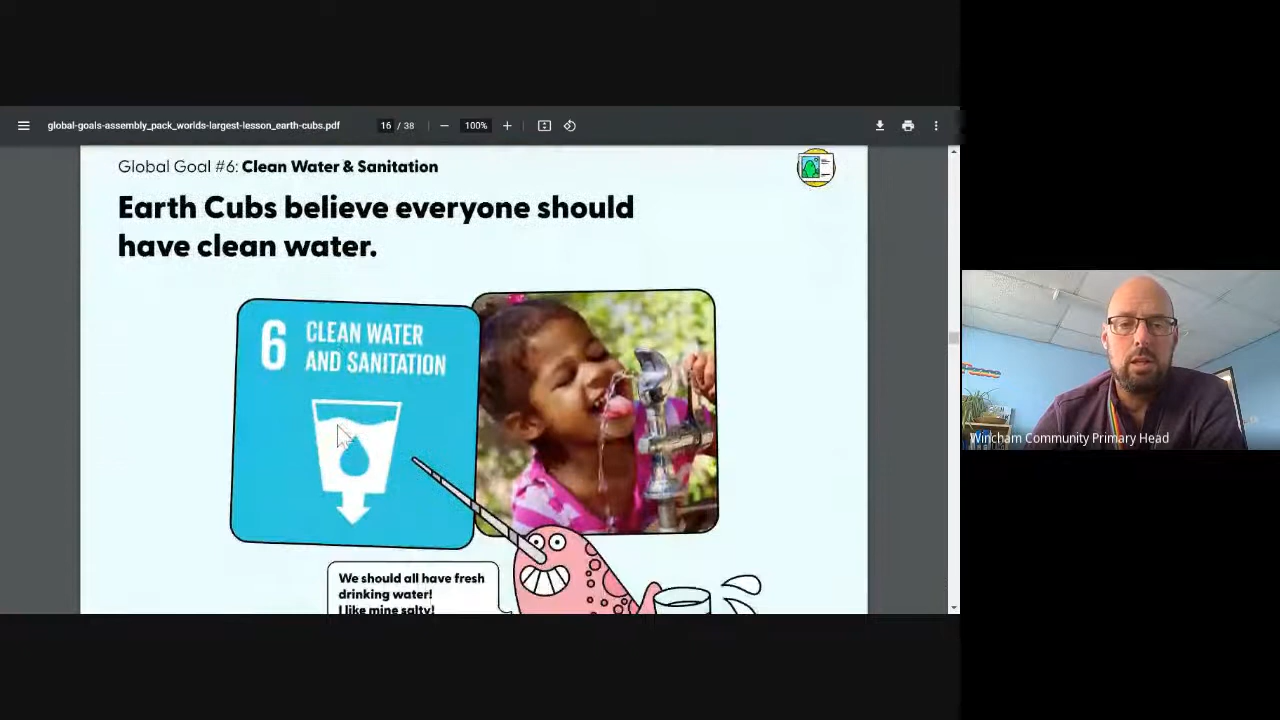 global-goals-assembly_pack_worlds-largest-lesson_earth-cubs.pdf
16 / 38
100%
Global Goal #6: Clean Water & Sanitation
Earth Cubs believe everyone should
have clean water.
6 CLEAN WATER
AND SANITATION
We should all have fresh
drinking water!
I like mine salty!
Wincham Community Primary Head